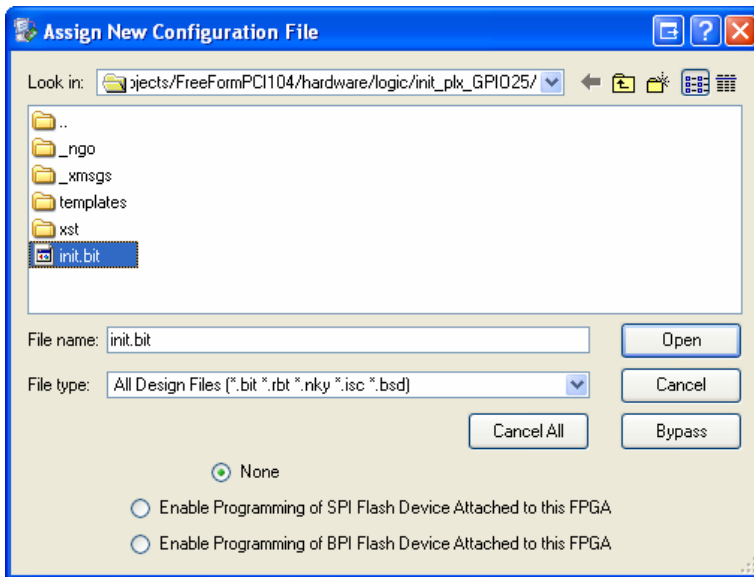 Assign New Configuration File
Look in: ojects/FreeFormPCI104/hardware/logic/init_plx_GPIO25/
..
_ngo
_xmsgs
templates
xst
init.bit
File name: init.bit Open
File type: All Design Files (*.bit *.rbt *.nky *.isc *.bsd) Cancel
Cancel All Bypass
None
Enable Programming of SPI Flash Device Attached to this FPGA
Enable Programming of BPI Flash Device Attached to this FPGA